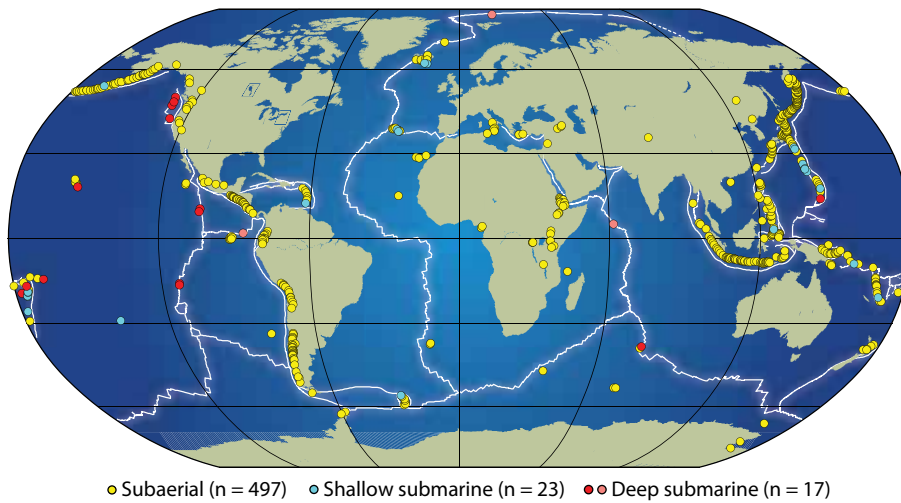 Subaerial (n = 497) Shallow submarine (n = 23) Deep submarine (n = 17)